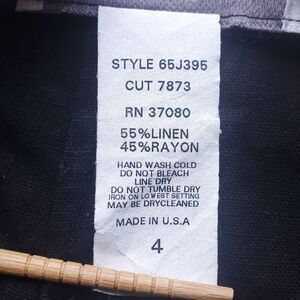 STYLE 65J395
CUT 7873
RN 37080
55%LINEN
45%RAYON
HAND WASH COLD
DO NOT BLEACH
LINE DRY
DO NOT TUMBLE DRY
IRON ON LOWEST SETTING
MAY BE DRYCLEANED
MADE IN U.S.A
4